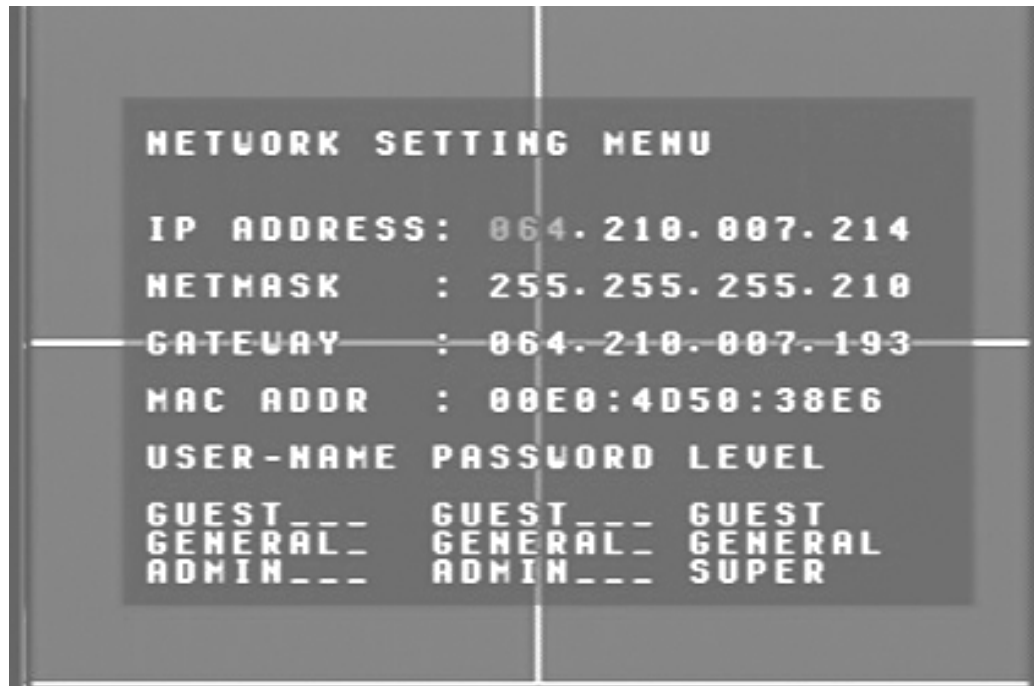 NETWORK SETTING MENU
IP ADDRESS: 064.210.007.214
NETMASK : 255.255.255.210
GATEWAY : 064.210.007.193
MAC ADDR : 00E0:4D50:38E6
USER-NAME PASSWORD LEVEL
GUEST___ GUEST___ GUEST
GENERAL_ GENERAL_ GENERAL
ADMIN___ ADMIN___ SUPER